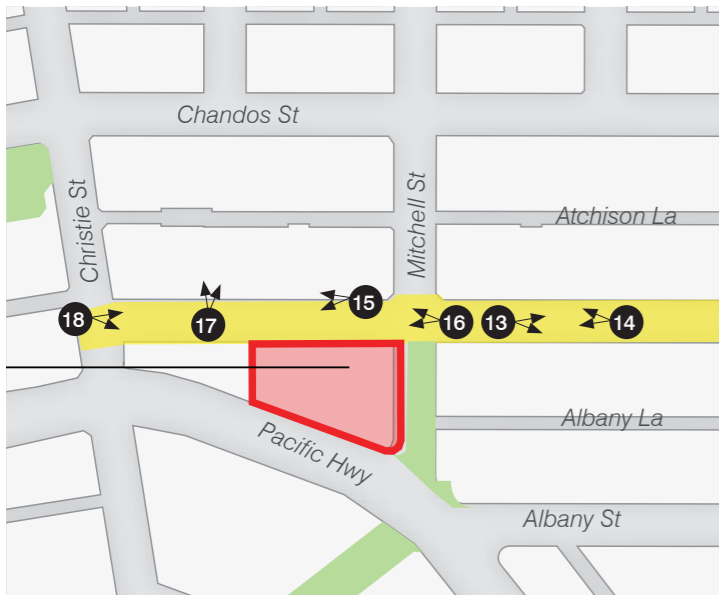 Chandos St
Christie St
Mitchell St
Atchison La
15
18
17
16
13
14
Albany La
Pacific Hwy
Albany St